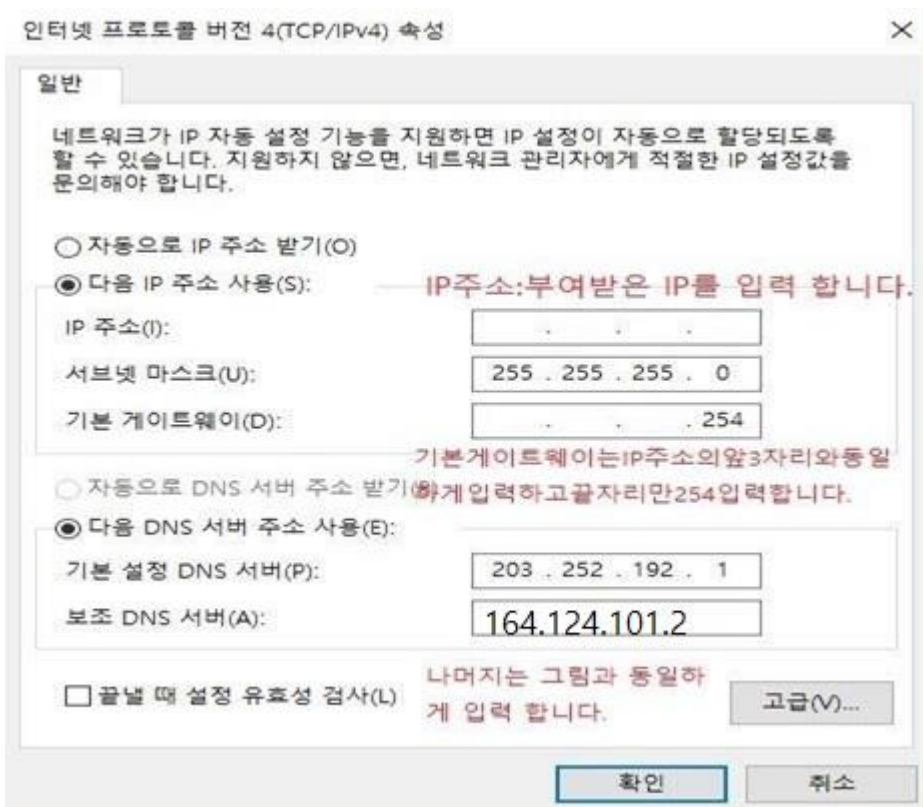 인터넷 프로토콜 버전 4(TCP/IPv4) 속성
일반
네트워크가 IP 자동 설정 기능을 지원하면 IP 설정이 자동으로 할당되도록
할 수 있습니다. 지원하지 않으면, 네트워크 관리자에게 적절한 IP 설정값을
문의해야 합니다.
자동으로 IP 주소 받기(O)
다음 IP 주소 사용(S):
IP주소:부여받은 IP를 입력 합니다.
IP 주소(I): . . .
서브넷 마스크(U): 255 . 255 . 255 . 0
기본 게이트웨이(D): . . . 254
기본게이트웨이는IP주소의앞3자리와동일
자동으로 DNS 서버 주소 받기(
하게입력하고끝자리만254입력합니다.
다음 DNS 서버 주소 사용(E):
기본 설정 DNS 서버(P): 203 . 252 . 192 . 1
보조 DNS 서버(A): 164.124.101.2
나머지는 그림과 동일하
게 입력 합니다.
끝낼 때 설정 유효성 검사(L)
고급(V)...
확인 취소